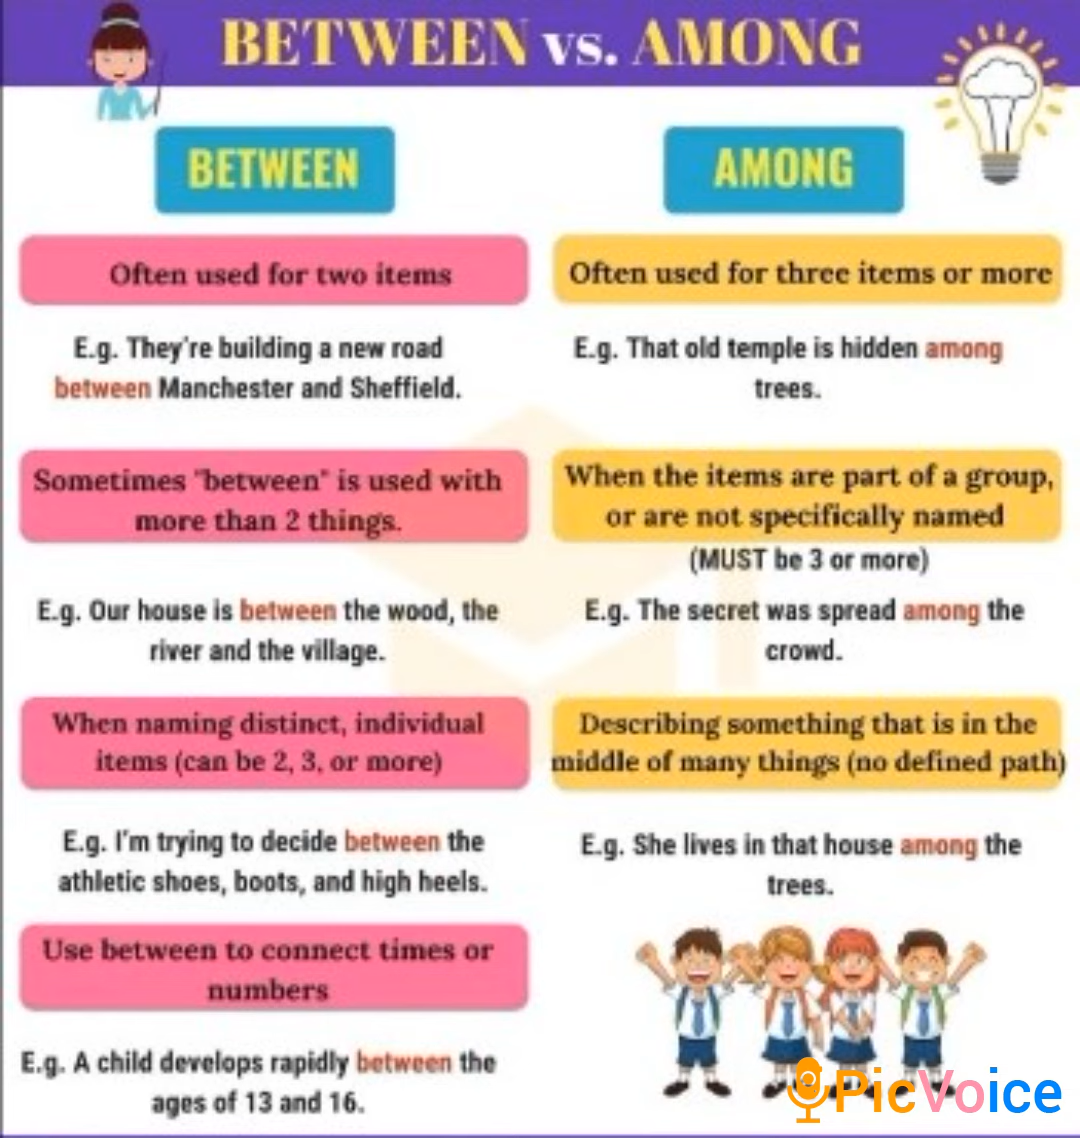 BETWEEN vs. AMONG
BETWEEN
Often used for two items
E.g. They're building a new road
between Manchester and Sheffield.
Sometimes "between" is used with
more than 2 things.
E.g. Our house is between the wood, the
river and the village.
When naming distinct, individual
items (can be 2, 3, or more)
E.g. I'm trying to decide between the
athletic shoes, boots, and high heels.
Use between to connect times or
numbers
E.g. A child develops rapidly between the
ages of 13 and 16.
AMONG
Often used for three items or more
E.g. That old temple is hidden among
trees.
When the items are part of a group,
or are not specifically named
(MUST be 3 or more)
E.g. The secret was spread among the
crowd.
Describing something that is in the
middle of many things (no defined path)
E.g. She lives in that house among the
trees.
PicVoice